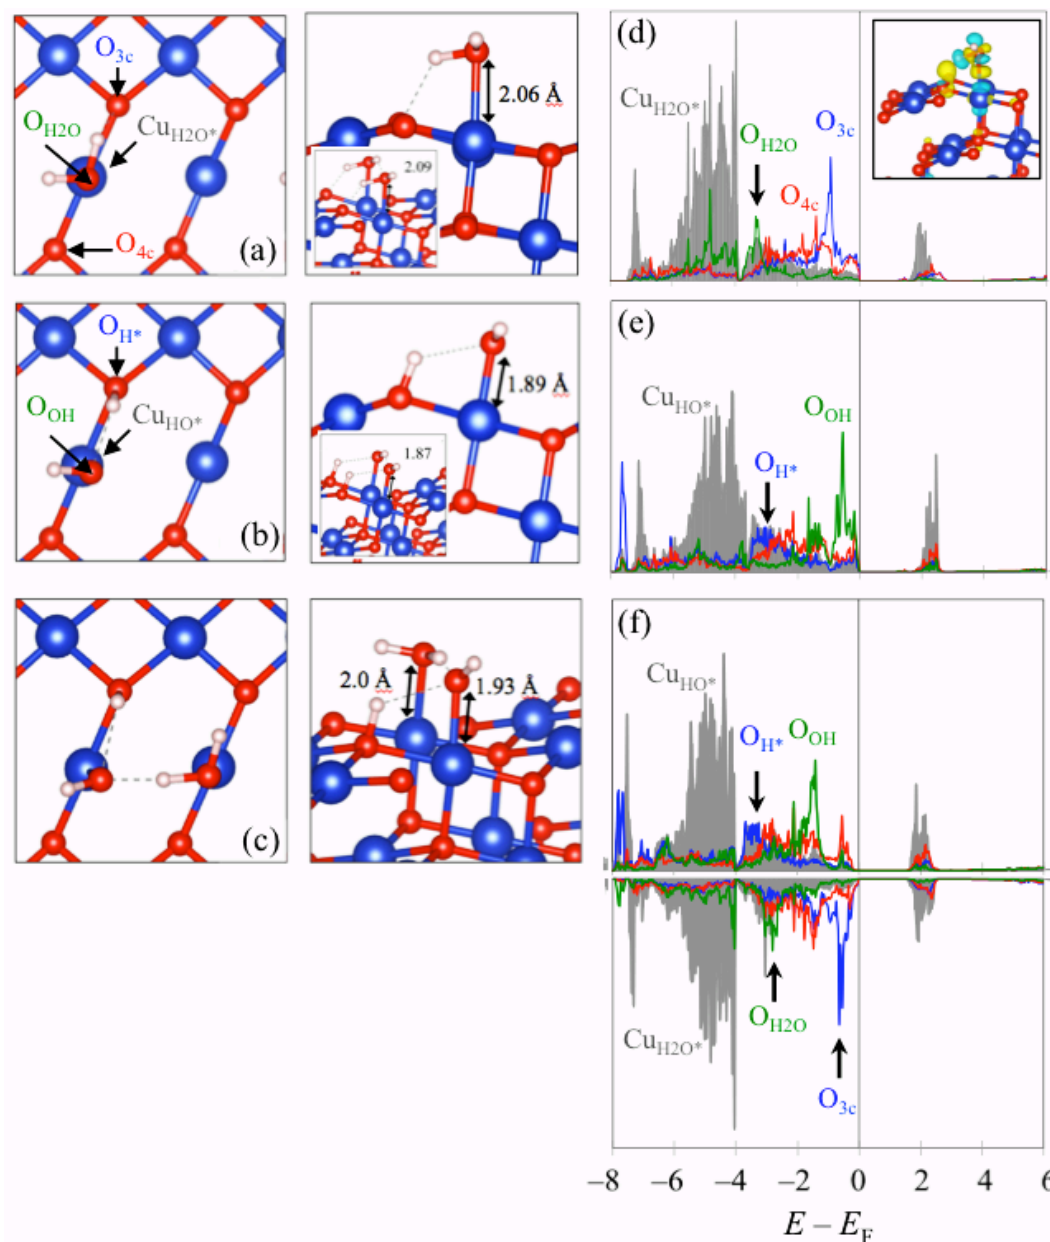 O3c
OH2O
CuH2O*
O4c
(a)
2.06 Å
2.09
(d)
CuH2O*
OH2O
O3c
O4c
OH*
OOH
CuHO*
(b)
1.89 Å
1.87
(e)
CuHO*
OH*
OOH
(c)
2.0 Å
1.93 Å
(f)
CuHO*
OH*
OOH
OH2O
CuH2O*
O3c
−8 −6 −4 −2 0 2 4 6
E − EF